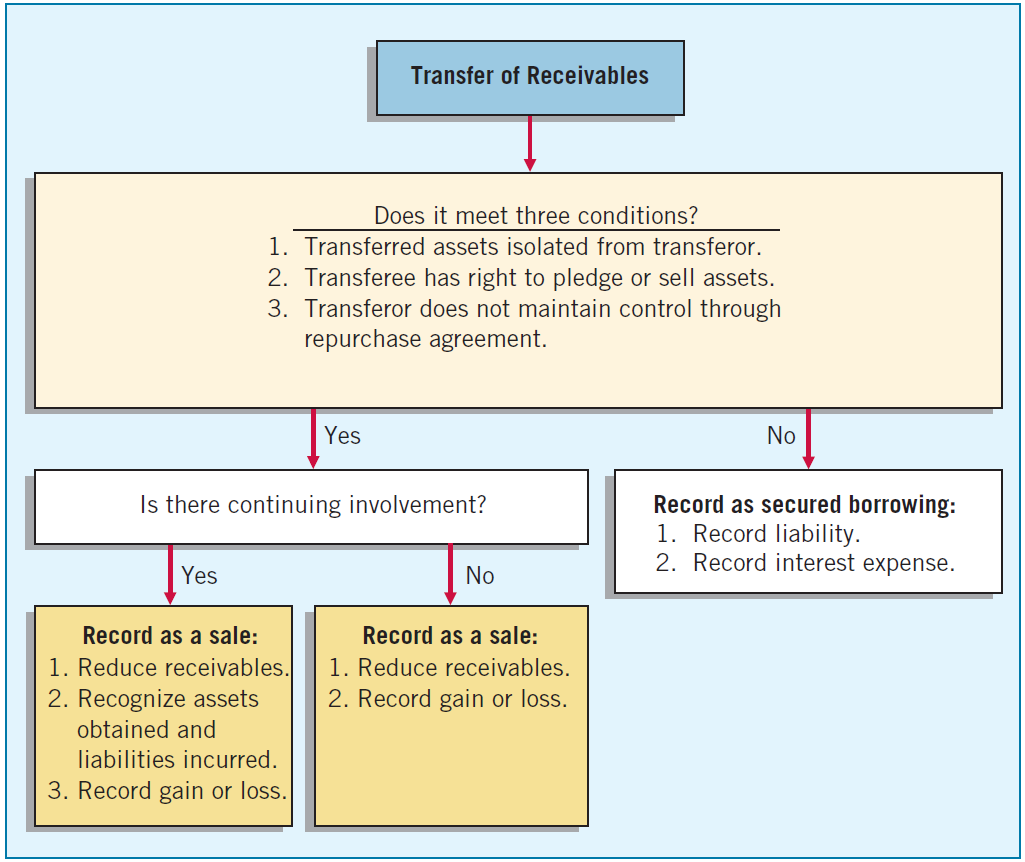 Transfer of Receivables
Does it meet three conditions?
1. Transferred assets isolated from transferor.
2. Transferee has right to pledge or sell assets.
3. Transferor does not maintain control through
repurchase agreement.
Yes
No
Is there continuing involvement?
Record as secured borrowing:
1. Record liability.
2. Record interest expense.
Yes
No
Record as a sale:
1. Reduce receivables.
2. Recognize assets
obtained and
liabilities incurred.
3. Record gain or loss.
Record as a sale:
1. Reduce receivables.
2. Record gain or loss.